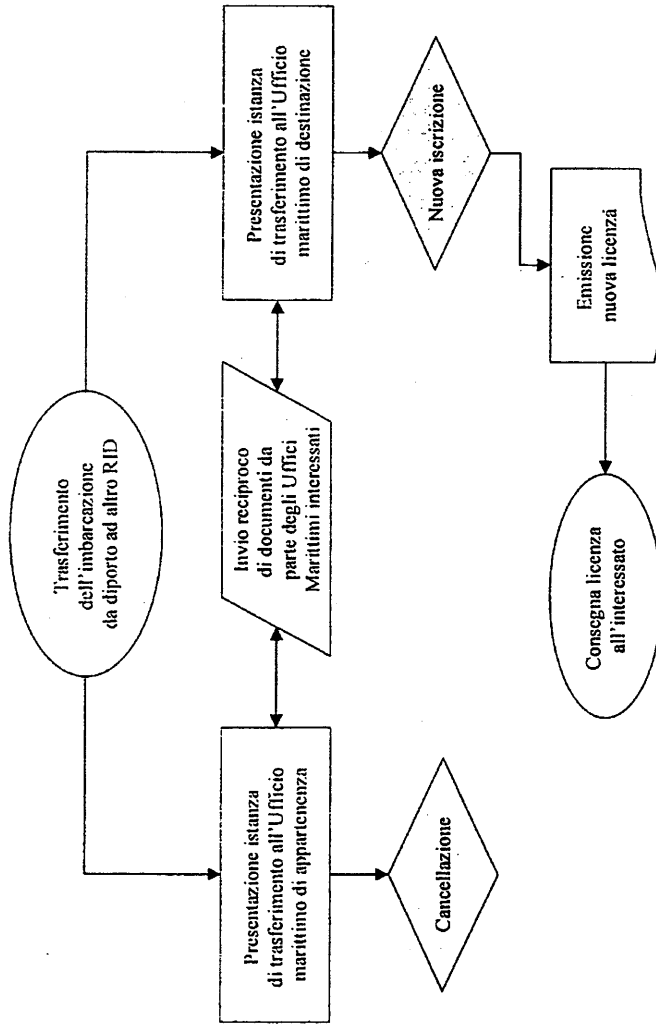 Trasferimento
dell'imbarcazione
da diporto ad altro RID
Presentazione istanza
di trasferimento all'Ufficio
marittimo di appartenenza
Invio reciproco
di documenti da
parte degli Uffici
Marittimi interessati
Presentazione istanza
di trasferimento all'Ufficio
marittimo di destinazione
Cancellazione
Nuova iscrizione
Emissione
nuova licenza
Consegna licenza
all'interessato